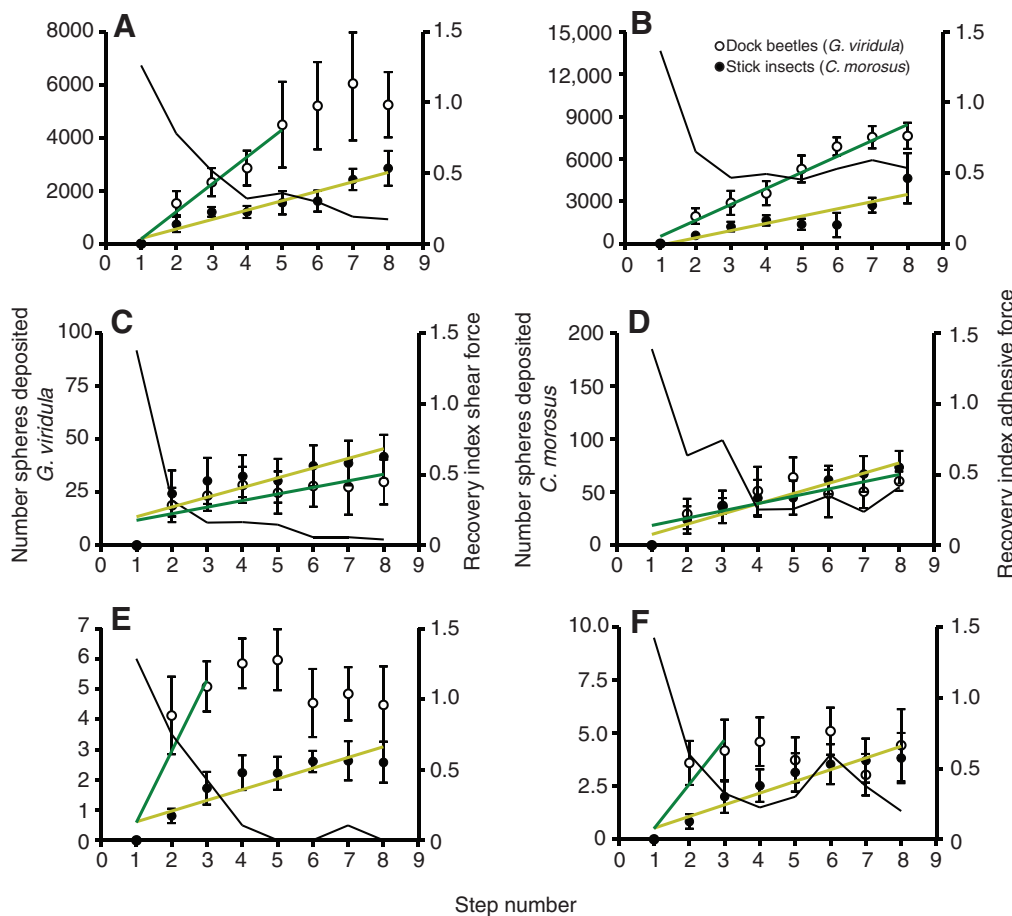 A
8000
6000
4000
2000
0
1.5
1.0
0.5
0
0 1 2 3 4 5 6 7 8 9
B
15,000
12,000
9000
6000
3000
0
Dock beetles (G. viridula)
Stick insects (C. morosus)
1.5
1.0
0.5
0
0 1 2 3 4 5 6 7 8 9
Number spheres deposited
G. viridula
C
100
75
50
25
0
1.5
1.0
0.5
0
0 1 2 3 4 5 6 7 8 9
Recovery index shear force
Number spheres deposited
C. morosus
D
200
150
100
50
0
1.5
1.0
0.5
0
0 1 2 3 4 5 6 7 8 9
Recovery index adhesive force
E
7
6
5
4
3
2
1
0
1.5
1.0
0.5
0
0 1 2 3 4 5 6 7 8 9
F
10.0
7.5
5.0
2.5
0
1.5
1.0
0.5
0
0 1 2 3 4 5 6 7 8 9
Step number